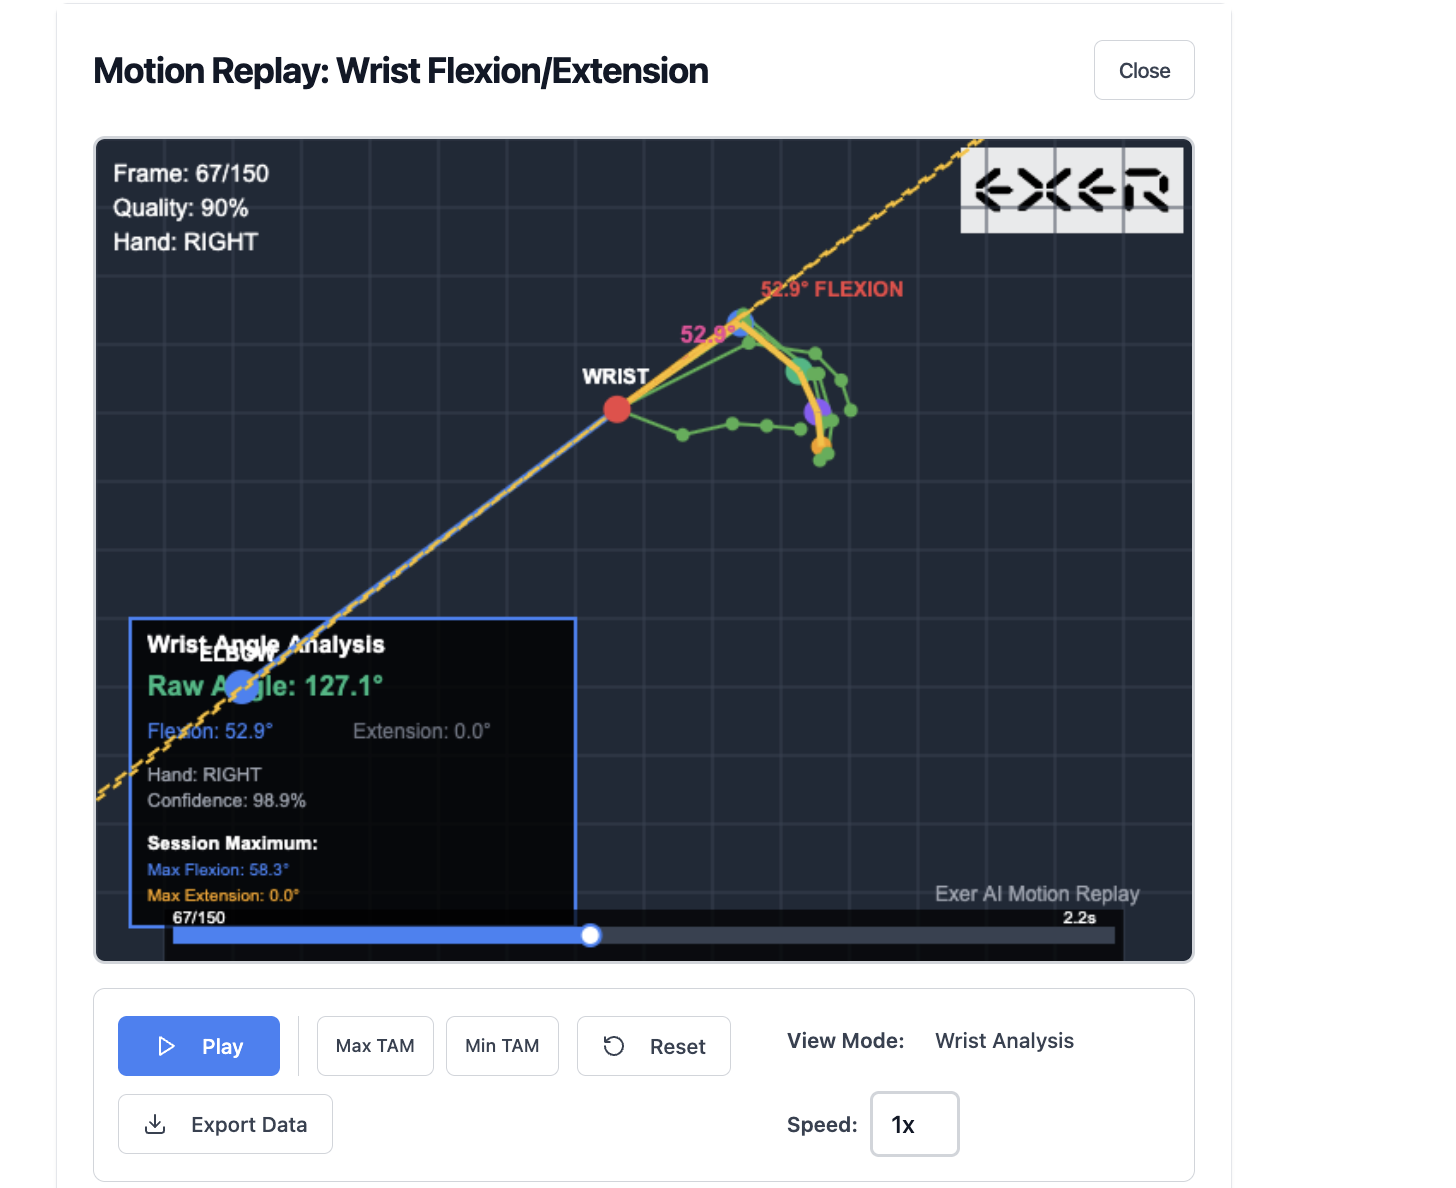 Motion Replay: Wrist Flexion/Extension
Close
Frame: 67/150
Quality: 90%
Hand: RIGHT
EXER
52.9° FLEXION
52.9°
WRIST
Wrist Angle Analysis
ELBOW
Raw Angle: 127.1°
Flexion: 52.9° Extension: 0.0°
Hand: RIGHT
Confidence: 98.9%
Session Maximum:
Max Flexion: 58.3°
Max Extension: 0.0°
Exer AI Motion Replay
67/150 2.2s
Play Max TAM Min TAM Reset
View Mode: Wrist Analysis
Export Data
Speed: 1x